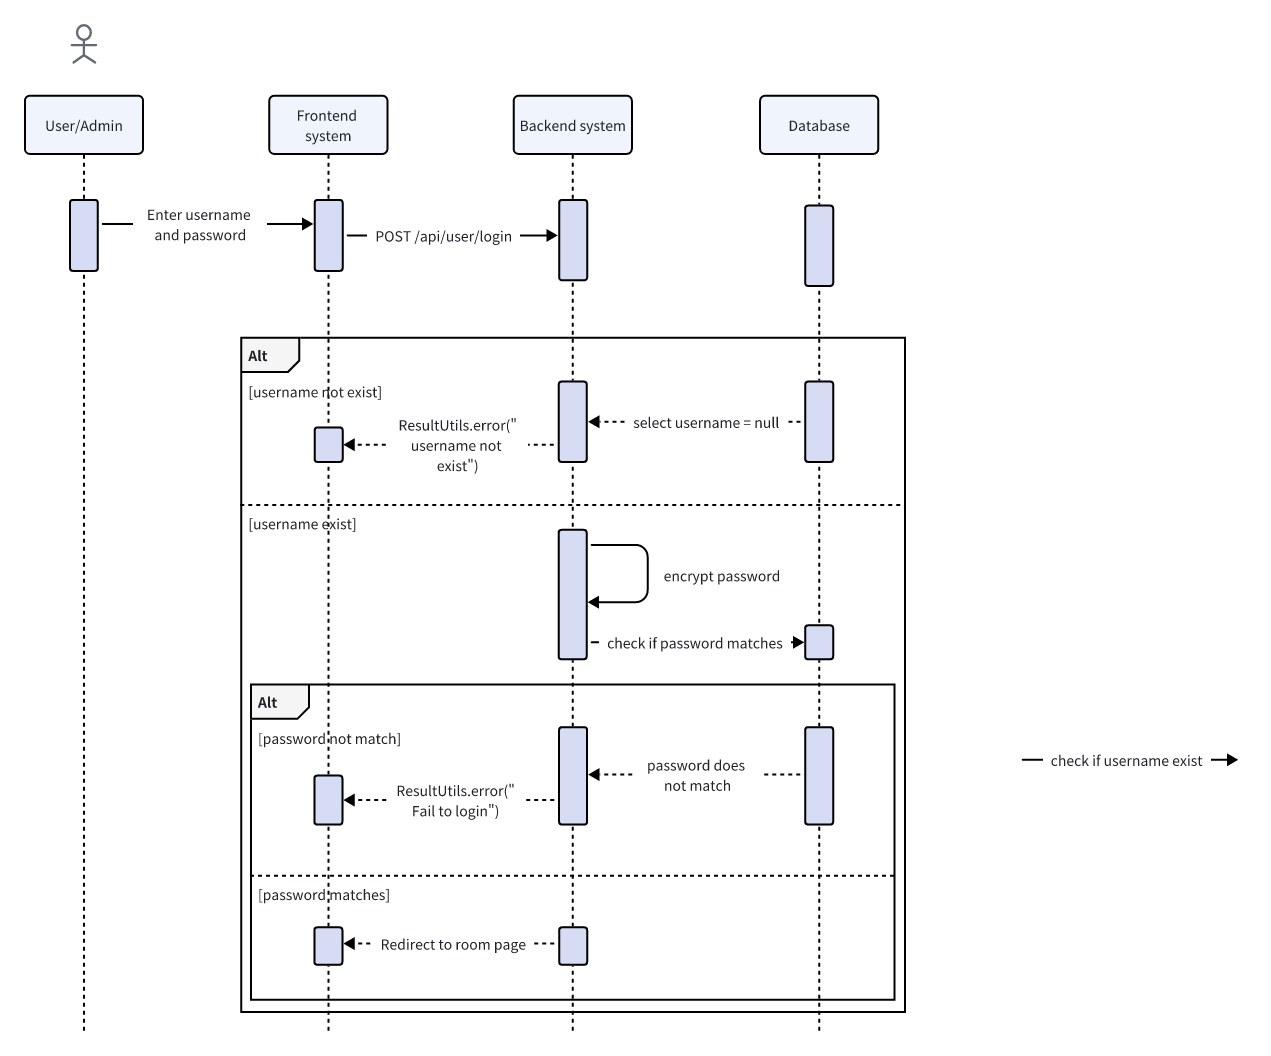 User/Admin
Frontend
system
Backend system
Database
Enter username
and password
POST /api/user/login
Alt
[username not exist]
ResultUtils.error("
username not
exist")
select username = null
[username exist]
encrypt password
check if password matches
Alt
[password not match]
password does
not match
check if username exist
ResultUtils.error("
Fail to login")
[password matches]
Redirect to room page